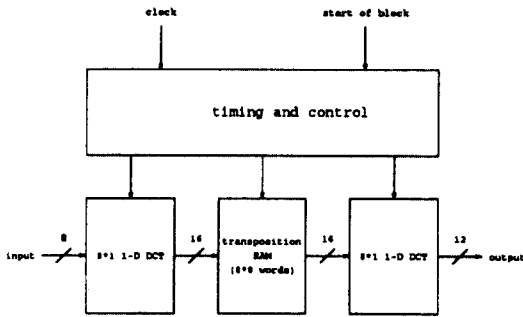 clock
start of block
timing and control
8
16
16
12
input
8*1 1-D DCT
transposition
RAM
(8*8 words)
8*1 1-D DCT
output